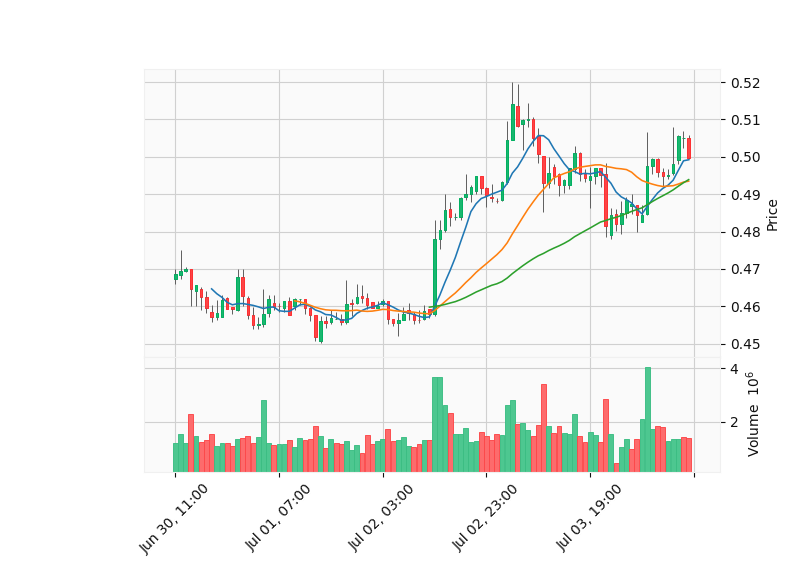 0.52
0.51
0.50
0.49
0.48
0.47
0.46
0.45
Price
4
2
Volume 10^6
Jun 30, 11:00
Jul 01, 07:00
Jul 02, 03:00
Jul 02, 23:00
Jul 03, 19:00